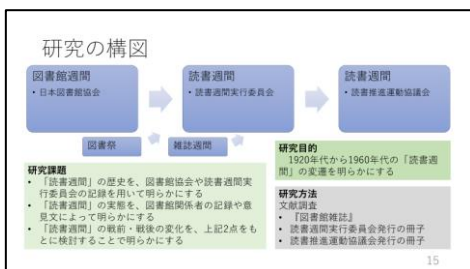 研究の構図
図書館週間
• 日本図書館協会
読書週間
• 読書週間実行委員会
読書週間
• 読書推進運動協議会
図書祭
雑誌週間
研究課題
• 「読書週間」の歴史を、図書館協会や読書週間実
行委員会の記録を用いて明らかにする
• 「読書週間」の実態を、図書館関係者の記録や意
見文によって明らかにする
• 「読書週間」の戦前・戦後の変化を、上記2点をも
とに検討することで明らかにする
研究目的
1920年代から1960年代の「読書週
間」の変遷を明らかにする
研究方法
文献調査
• 『図書館雑誌』
• 読書週間実行委員会発行の冊子
• 読書推進運動協議会発行の冊子
15